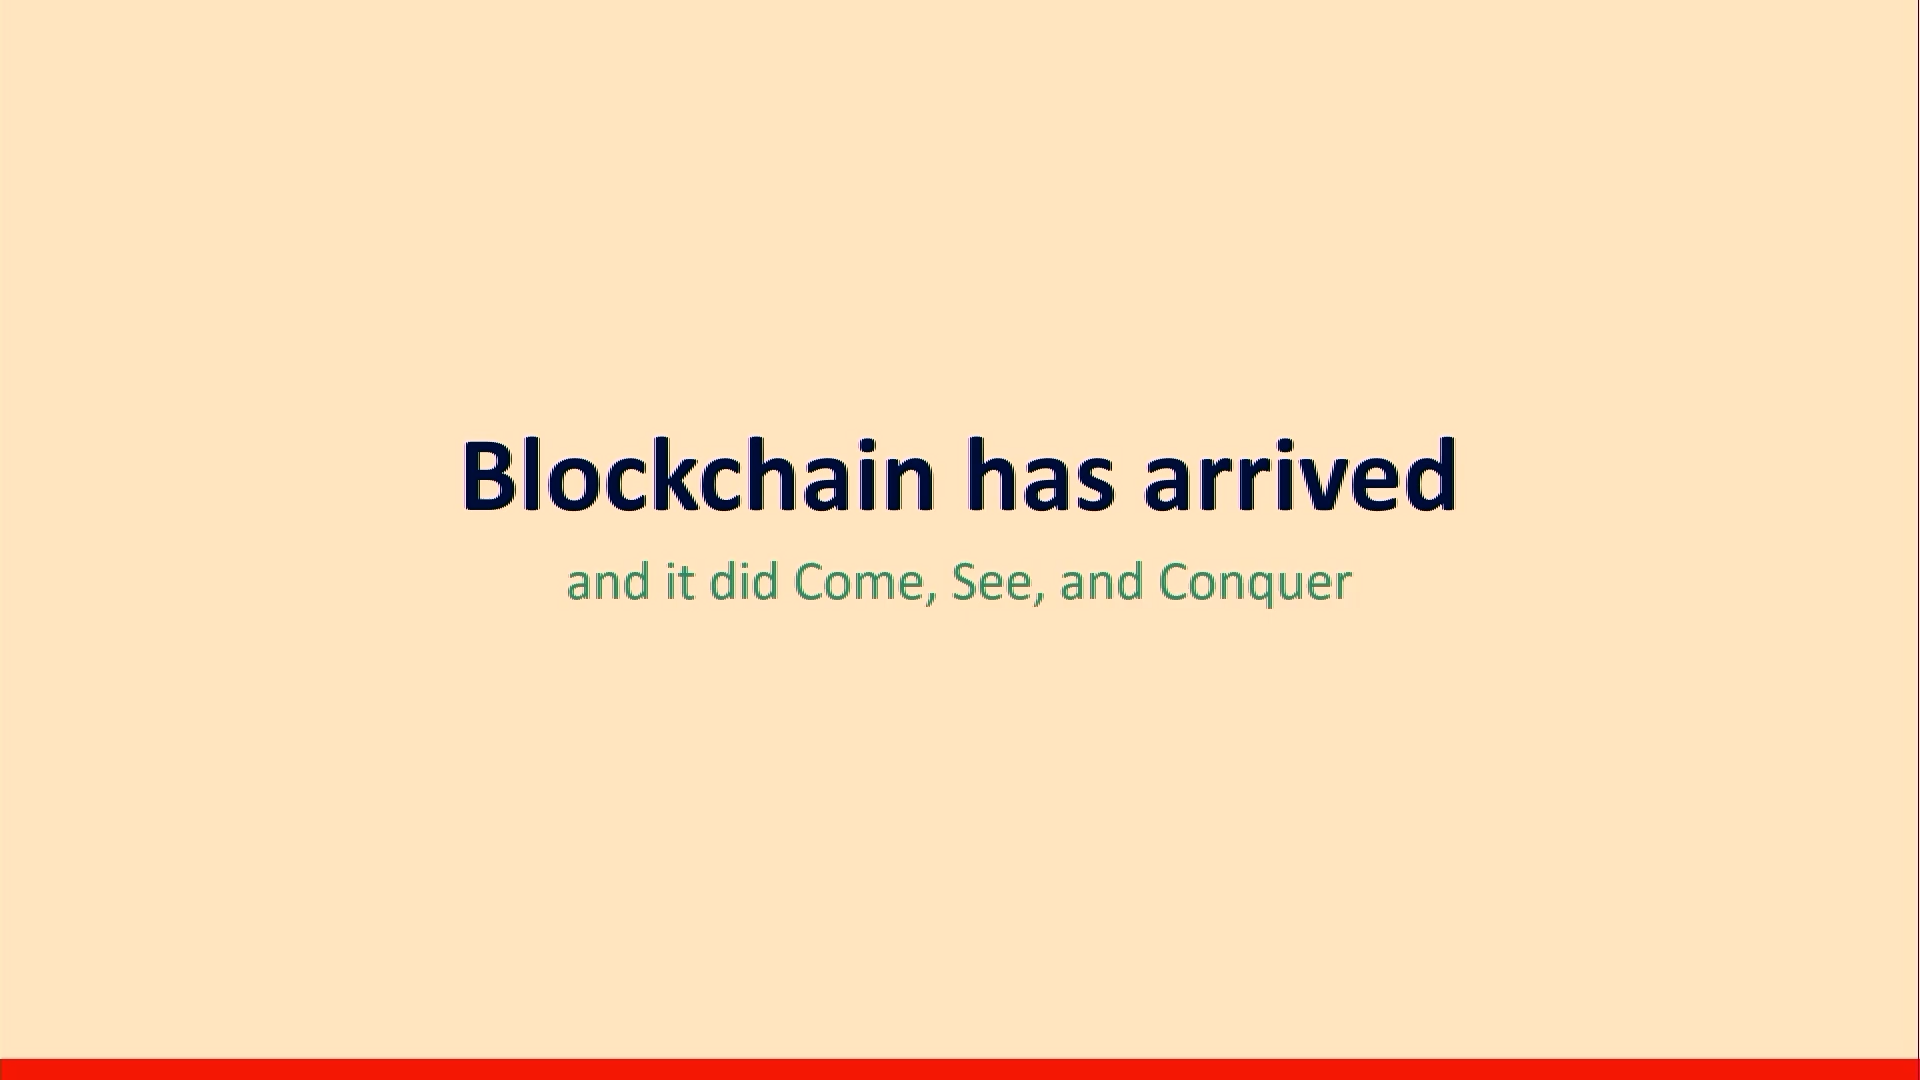 Blockchain has arrived
and it did Come, See, and Conquer